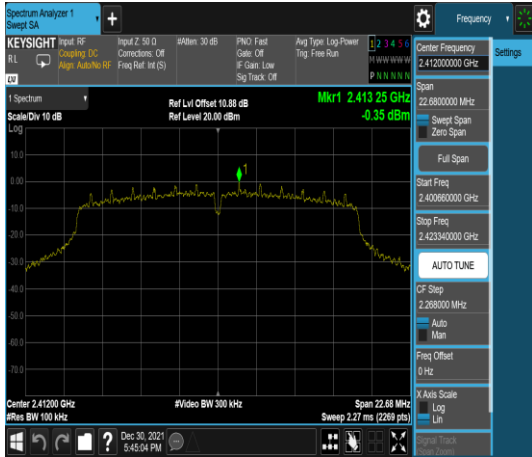 Spectrum Analyzer 1
Swept SA
+
Frequency
KEYSIGHT
RL
LXI
Input: RF
Coupling: DC
Align: Auto/No RF
Input Z: 50 Ω
Corrections: Off
Freq Ref: Int (S)
#Atten: 30 dB
PNO: Fast
Gate: Off
IF Gain: Low
Sig Track: Off
Avg Type: Log-Power
Trig: Free Run
1 2 3 4 5 6
M W W W W W
P N N N N N
1 Spectrum
Scale/Div 10 dB
Ref Lvl Offset 10.88 dB
Ref Level 20.00 dBm
Mkr1 2.413 25 GHz
-0.35 dBm
Log
10.0
0.00
-10.0
-20.0
-30.0
-40.0
-50.0
-60.0
-70.0
1
Center 2.41200 GHz
#Res BW 100 kHz
#Video BW 300 kHz
Span 22.68 MHz
Sweep 2.27 ms (2269 pts)
Dec 30, 2021
5:45:04 PM
?
Center Frequency
2.412000000 GHz
Settings
Span
22.6800000 MHz
Swept Span
Zero Span
Full Span
Start Freq
2.400660000 GHz
Stop Freq
2.423340000 GHz
AUTO TUNE
CF Step
2.268000 MHz
Auto
Man
Freq Offset
0 Hz
X Axis Scale
Log
Lin
Signal Track
(Span Zoom)